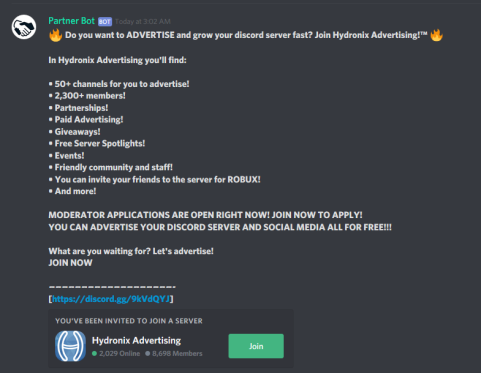 Partner Bot BOT Today at 3:02 AM
🔥 Do you want to ADVERTISE and grow your discord server fast? Join Hydronix Advertising!™ 🔥
In Hydronix Advertising you'll find:
• 50+ channels for you to advertise!
• 2,300+ members!
• Partnerships!
• Paid Advertising!
• Giveaways!
• Free Server Spotlights!
• Events!
• Friendly community and staff!
• You can invite your friends to the server for ROBUX!
• And more!
MODERATOR APPLICATIONS ARE OPEN RIGHT NOW! JOIN NOW TO APPLY!
YOU CAN ADVERTISE YOUR DISCORD SERVER AND SOCIAL MEDIA ALL FOR FREE!!!
What are you waiting for? Let's advertise!
JOIN NOW
————————————————————-
[https://discord.gg/9kVdQYJ]
YOU'VE BEEN INVITED TO JOIN A SERVER
Hydronix Advertising
2,029 Online 8,698 Members
Join